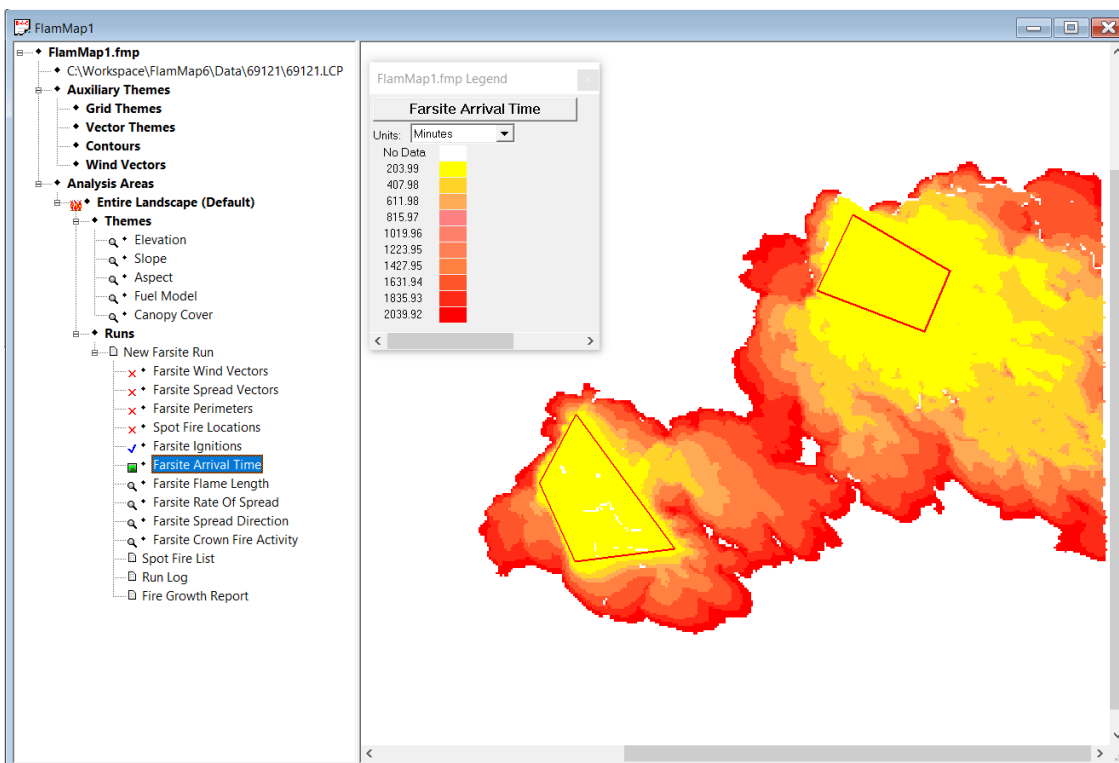 FlamMap1
FlamMap1.fmp
C:\Workspace\FlamMap6\Data\69121\69121.LCP
Auxiliary Themes
Grid Themes
Vector Themes
Contours
Wind Vectors
Analysis Areas
Entire Landscape (Default)
Themes
Elevation
Slope
Aspect
Fuel Model
Canopy Cover
Runs
New Farsite Run
Farsite Wind Vectors
Farsite Spread Vectors
Farsite Perimeters
Spot Fire Locations
Farsite Ignitions
Farsite Arrival Time
Farsite Flame Length
Farsite Rate Of Spread
Farsite Spread Direction
Farsite Crown Fire Activity
Spot Fire List
Run Log
Fire Growth Report
FlamMap1.fmp Legend
Farsite Arrival Time
Units: Minutes
No Data
203.99
407.98
611.98
815.97
1019.96
1223.95
1427.95
1631.94
1835.93
2039.92